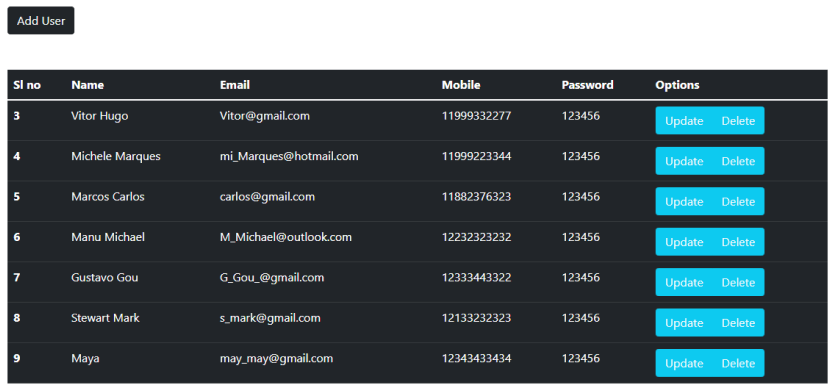 Add User
Sl no Name Email Mobile Password Options
3 Vitor Hugo Vitor@gmail.com 11999332277 123456 Update Delete
4 Michele Marques mi_Marques@hotmail.com 11999223344 123456 Update Delete
5 Marcos Carlos carlos@gmail.com 11882376323 123456 Update Delete
6 Manu Michael M_Michael@outlook.com 12232323232 123456 Update Delete
7 Gustavo Gou G_Gou_@gmail.com 12333443322 123456 Update Delete
8 Stewart Mark s_mark@gmail.com 12133232323 123456 Update Delete
9 Maya may_may@gmail.com 12343433434 123456 Update Delete